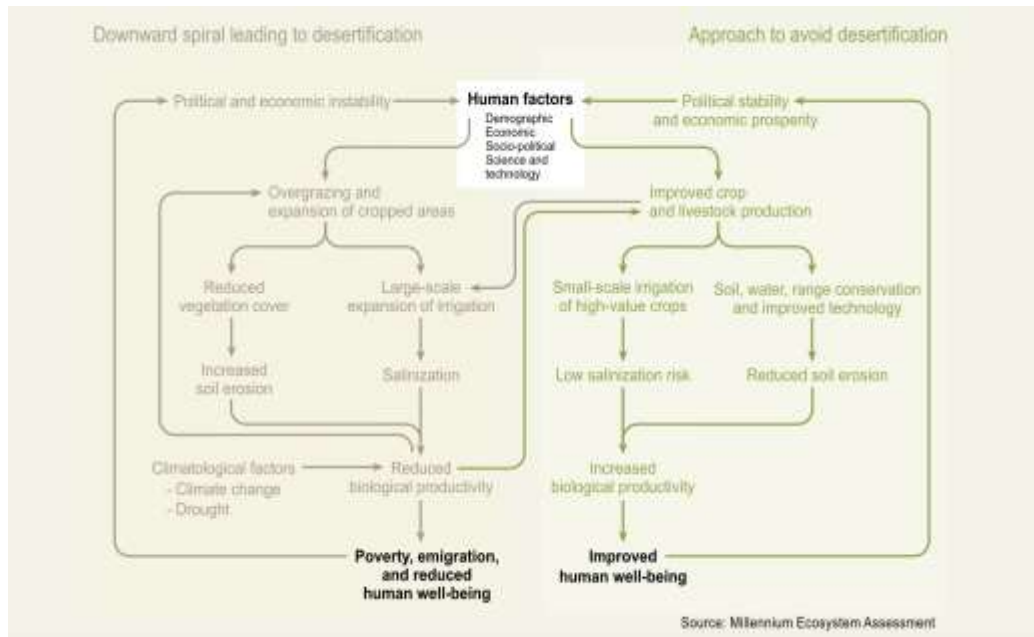 Downward spiral leading to desertification
Approach to avoid desertification
Political and economic instability
Human factors
Demographic
Economic
Socio-political
Science and
technology
Political stability
and economic prosperity
Overgrazing and
expansion of cropped areas
Improved crop
and livestock production
Reduced
vegetation cover
Large-scale
expansion of irrigation
Small-scale irrigation
of high-value crops
Soil, water, range conservation
and improved technology
Increased
soil erosion
Salinization
Low salinization risk
Reduced soil erosion
Climatological factors
- Climate change
- Drought
Reduced
biological productivity
Increased
biological productivity
Poverty, emigration,
and reduced
human well-being
Improved
human well-being
Source: Millennium Ecosystem Assessment